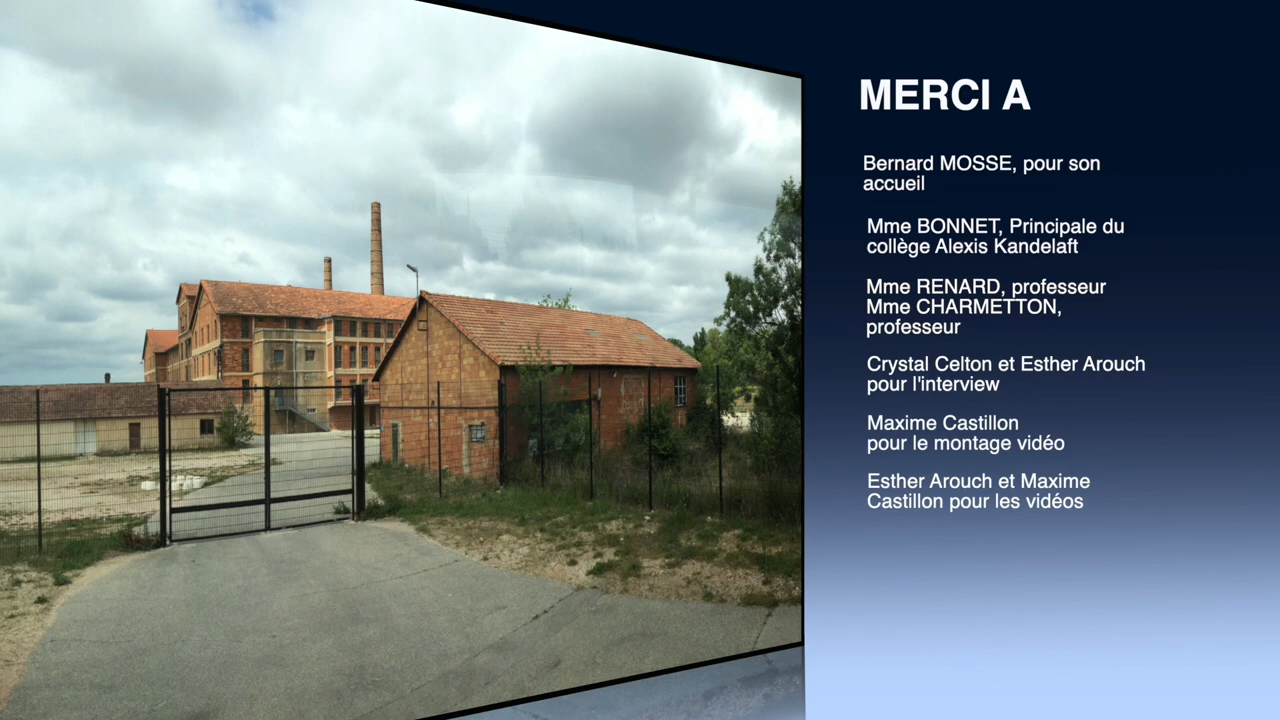 MERCI A
Bernard MOSSE, pour son
accueil
Mme BONNET, Principale du
collège Alexis Kandelaft
Mme RENARD, professeur
Mme CHARMETTON,
professeur
Crystal Celton et Esther Arouch
pour l'interview
Maxime Castillon
pour le montage vidéo
Esther Arouch et Maxime
Castillon pour les vidéos